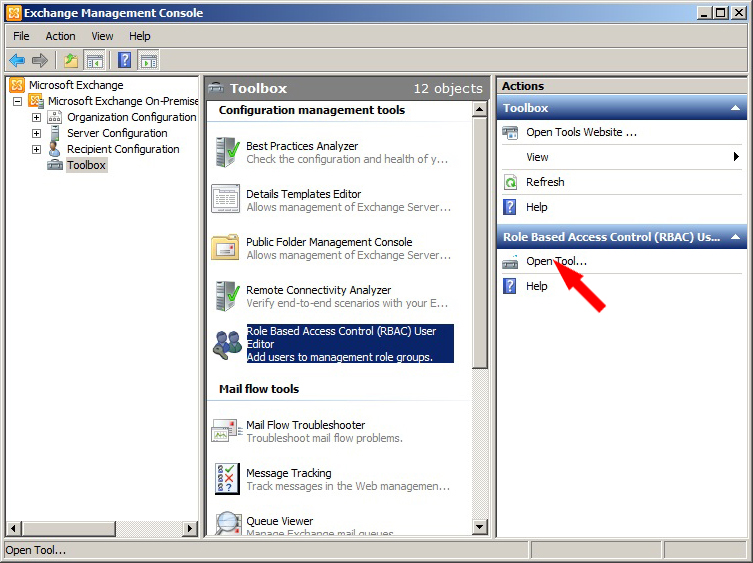 Exchange Management Console
File Action View Help
Microsoft Exchange
Microsoft Exchange On-Premise
Organization Configuration
Server Configuration
Recipient Configuration
Toolbox
Toolbox 12 objects
Configuration management tools
Best Practices Analyzer
Check the configuration and health of y...
Details Templates Editor
Allows management of Exchange Server...
Public Folder Management Console
Allows management of Exchange Server...
Remote Connectivity Analyzer
Verify end-to-end scenarios with your E...
Role Based Access Control (RBAC) User
Editor
Add users to management role groups.
Mail flow tools
Mail Flow Troubleshooter
Troubleshoot mail flow problems.
Message Tracking
Track messages in the Web managemen...
Queue Viewer
Manage Exchange mail queues.
Actions
Toolbox
Open Tools Website ...
View
Refresh
Help
Role Based Access Control (RBAC) Us...
Open Tool...
Help
Open Tool...